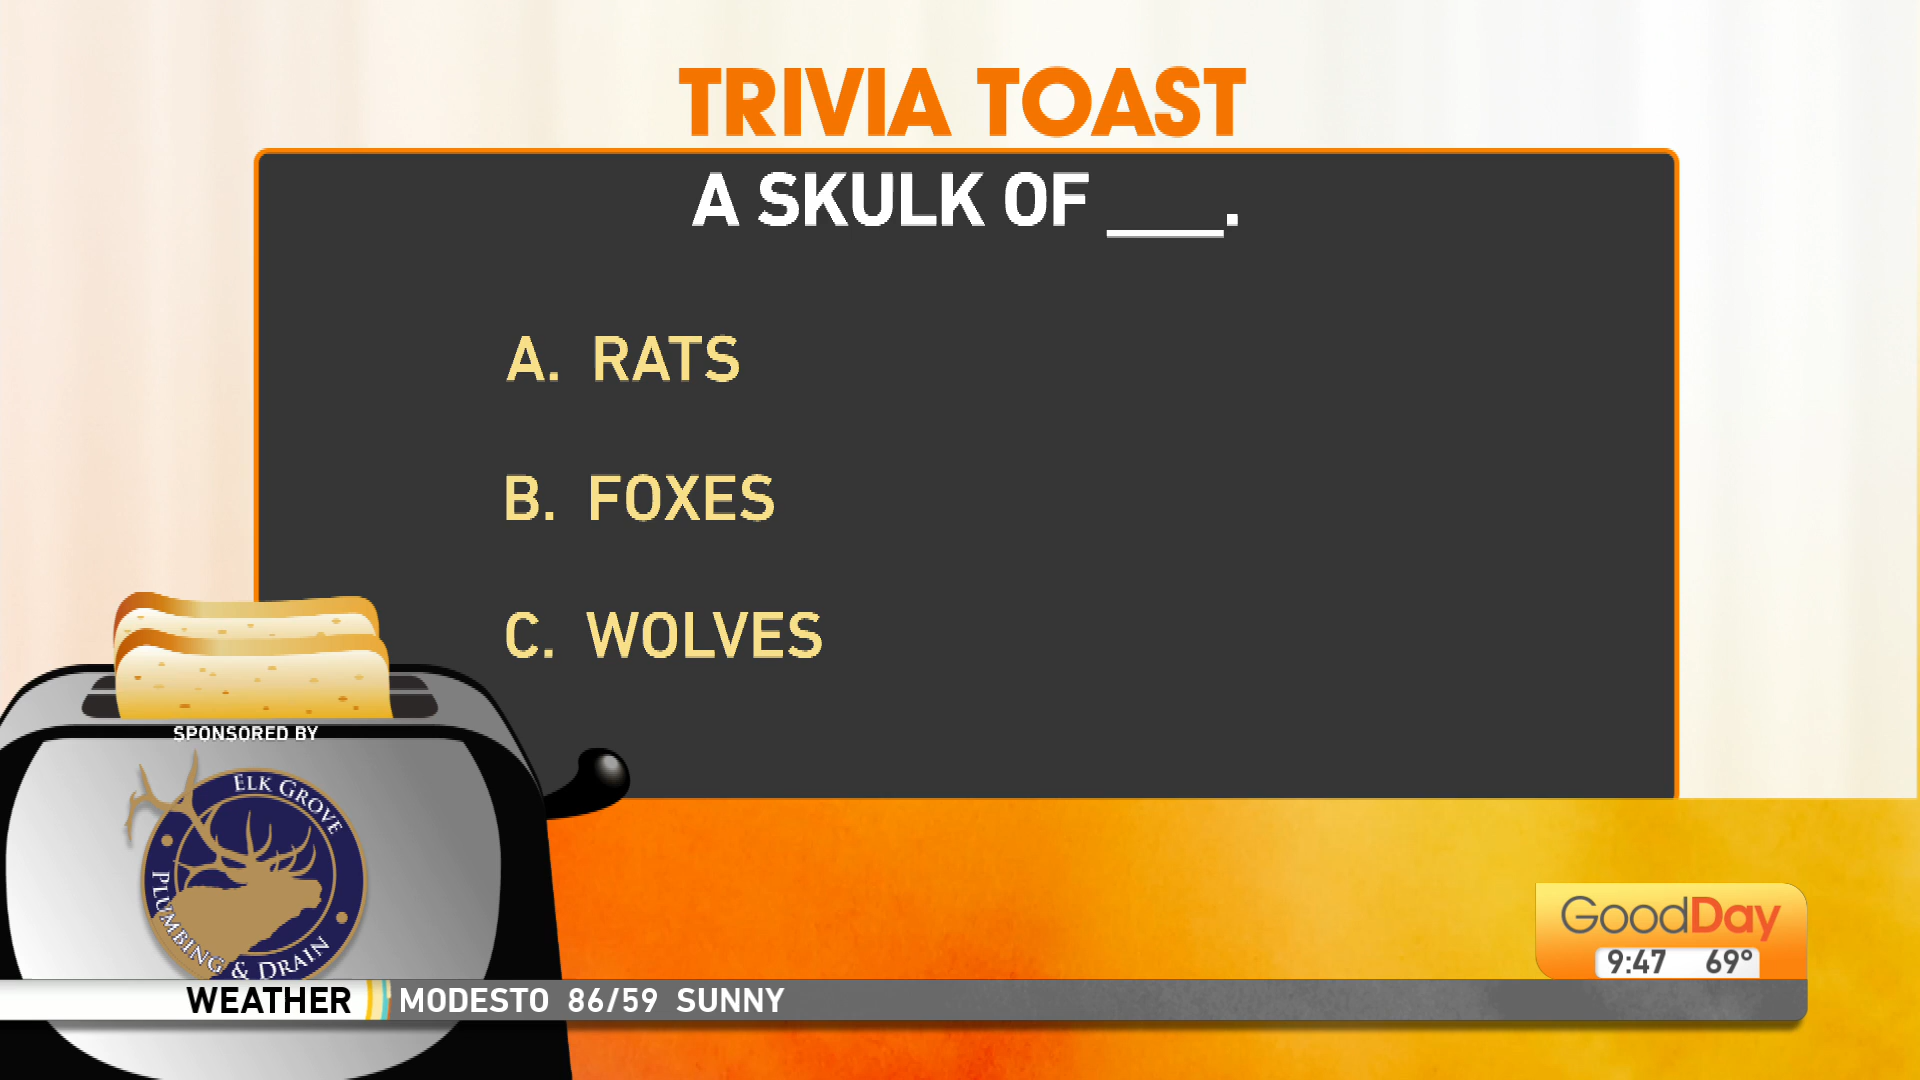 TRIVIA TOAST
A SKULK OF ___.
A. RATS
B. FOXES
C. WOLVES
SPONSORED BY
ELK GROVE
PLUMBING & DRAIN
GoodDay
9:47 69°
WEATHER MODESTO 86/59 SUNNY